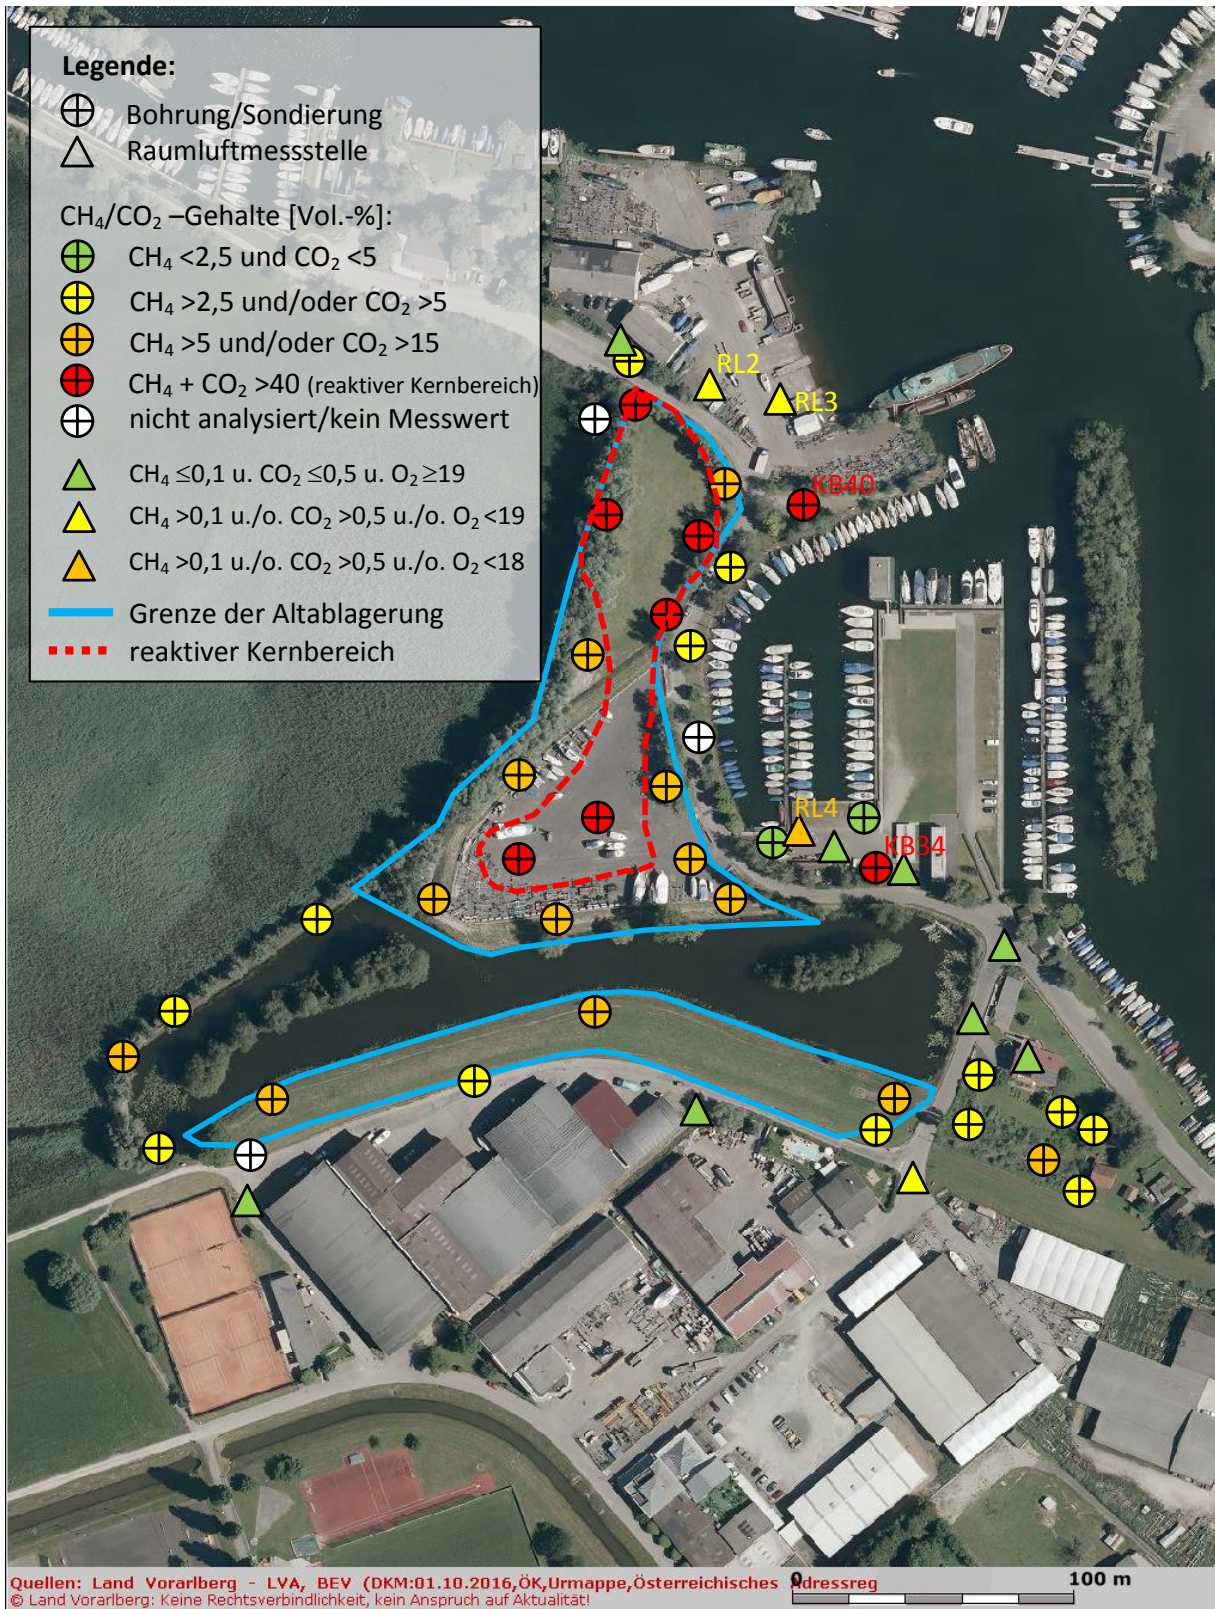 Legende:
Bohrung/Sondierung
Raumluftmessstelle
CH₄/CO₂ –Gehalte [Vol.-%]:
CH₄ <2,5 und CO₂ <5
CH₄ >2,5 und/oder CO₂ >5
CH₄ >5 und/oder CO₂ >15
CH₄ + CO₂ >40 (reaktiver Kernbereich)
nicht analysiert/kein Messwert
CH₄ ≤0,1 u. CO₂ ≤0,5 u. O₂ ≥19
CH₄ >0,1 u./o. CO₂ >0,5 u./o. O₂ <19
CH₄ >0,1 u./o. CO₂ >0,5 u./o. O₂ <18
Grenze der Altablagerung
reaktiver Kernbereich
RL2
RL3
KB40
RL4
KB34
Quellen: Land Vorarlberg - LVA, BEV (DKM:01.10.2016,ÖK,Urmappe,Österreichisches Adressreg
0 100 m
© Land Vorarlberg: Keine Rechtsverbindlichkeit, kein Anspruch auf Aktualität!